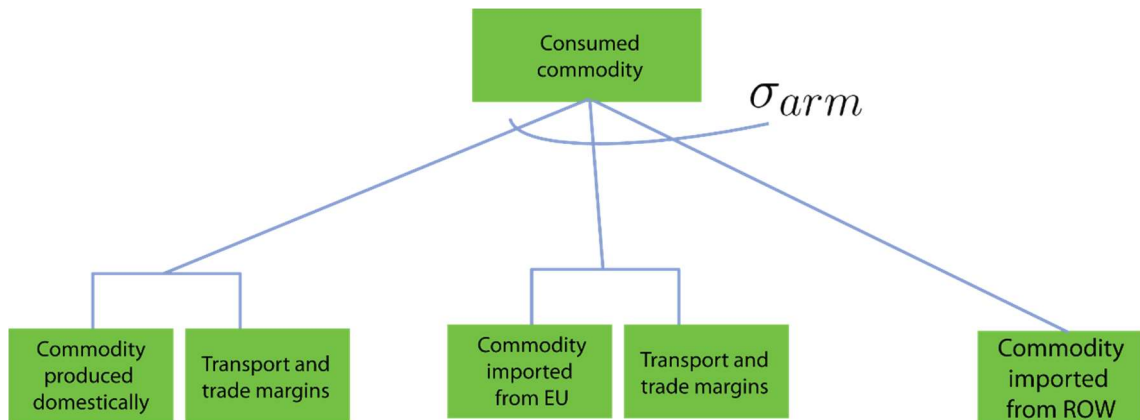 Consumed
commodity
σarm
Commodity
produced
domestically
Transport and
trade margins
Commodity
imported
from EU
Transport and
trade margins
Commodity
imported
from ROW